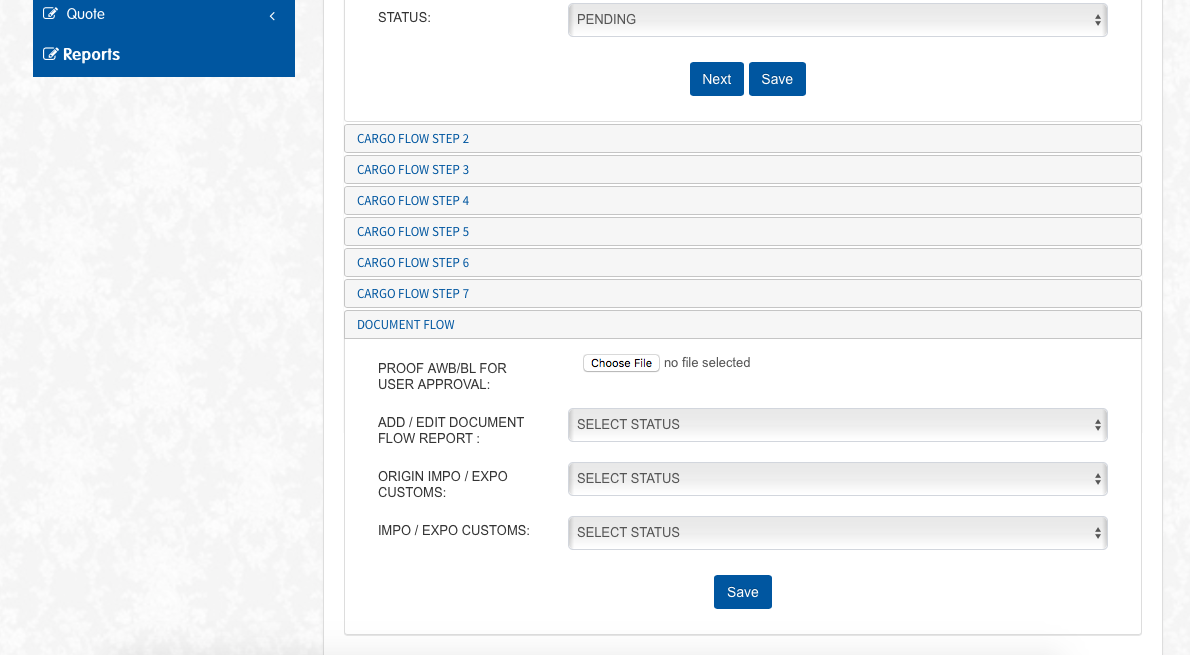 Quote
Reports
STATUS:
PENDING
Next
Save
CARGO FLOW STEP 2
CARGO FLOW STEP 3
CARGO FLOW STEP 4
CARGO FLOW STEP 5
CARGO FLOW STEP 6
CARGO FLOW STEP 7
DOCUMENT FLOW
PROOF AWB/BL FOR
USER APPROVAL:
Choose File no file selected
ADD / EDIT DOCUMENT
FLOW REPORT :
SELECT STATUS
ORIGIN IMPO / EXPO
CUSTOMS:
SELECT STATUS
IMPO / EXPO CUSTOMS:
SELECT STATUS
Save